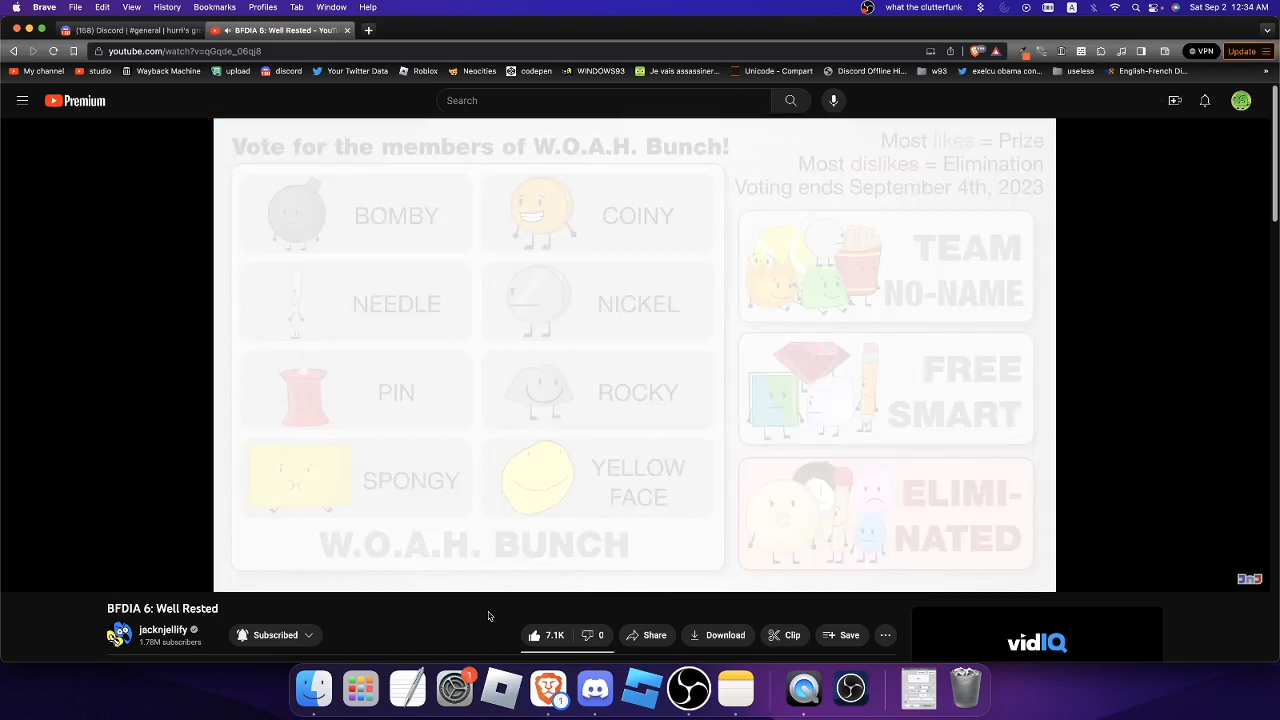 Brave File Edit View History Bookmarks Profiles Tab Window Help what the clutterfunk A Sat Sep 2 12:34 AM
(158) Discord | #general | hurri's gr BFDIA 6: Well Rested - YouT
youtube.com/watch?v=qGqde_06qj8 VPN Update
My channel studio Wayback Machine upload discord Your Twitter Data Roblox Neocities codepen WINDOWS93 Je vais assassiner... Unicode - Compart Discord Offline Hi... w93 exelcu obama con... useless English-French Di... »
Premium Search
Vote for the members of W.O.A.H. Bunch!
Most likes = Prize
Most dislikes = Elimination
Voting ends September 4th, 2023
BOMBY COINY
NEEDLE NICKEL
PIN ROCKY
SPONGY YELLOW
FACE
W.O.A.H. BUNCH
TEAM
NO-NAME
FREE
SMART
ELIMI-
NATED
BFDIA 6: Well Rested
jacknjellify
1.78M subscribers
Subscribed 7.1K 0 Share Download Clip Save ...
vidIQ
1
1